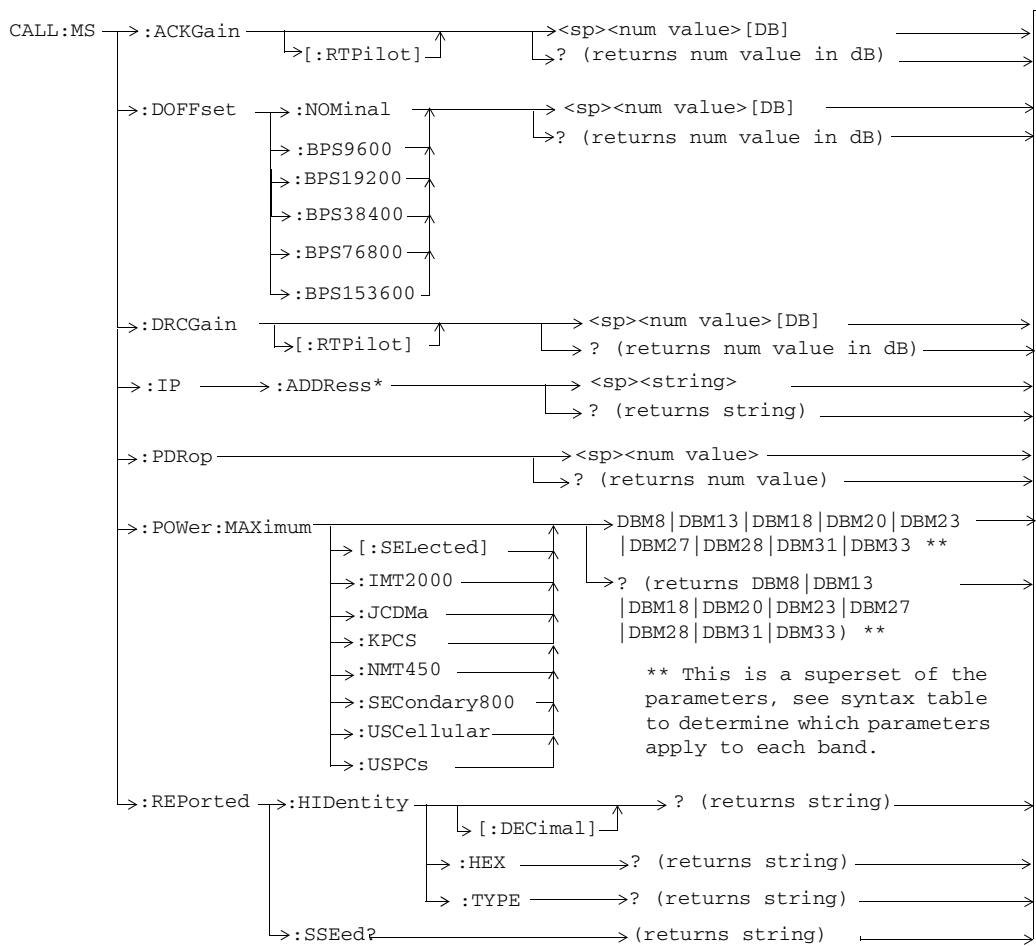 CALL:MS :ACKGain <sp><num value>[DB]
[:RTPilot] ? (returns num value in dB)
:DOFFset :NOMinal <sp><num value>[DB]
? (returns num value in dB)
:BPS9600
:BPS19200
:BPS38400
:BPS76800
:BPS153600
:DRCGain <sp><num value>[DB]
[:RTPilot] ? (returns num value in dB)
:IP :ADDRess* <sp><string>
? (returns string)
:PDRop <sp><num value>
? (returns num value)
:POWer:MAXimum DBM8|DBM13|DBM18|DBM20|DBM23
|DBM27|DBM28|DBM31|DBM33 **
[:SELected]
:IMT2000 ? (returns DBM8|DBM13
:JCDMa |DBM18|DBM20|DBM23|DBM27
:KPCS |DBM28|DBM31|DBM33) **
:NMT450 ** This is a superset of the
:SECondary800 parameters, see syntax table
:USCellular to determine which parameters
:USPCs apply to each band.
:REPorted :HIDentity ? (returns string)
[:DECimal]
:HEX ? (returns string)
:TYPE ? (returns string)
:SSEed? (returns string)